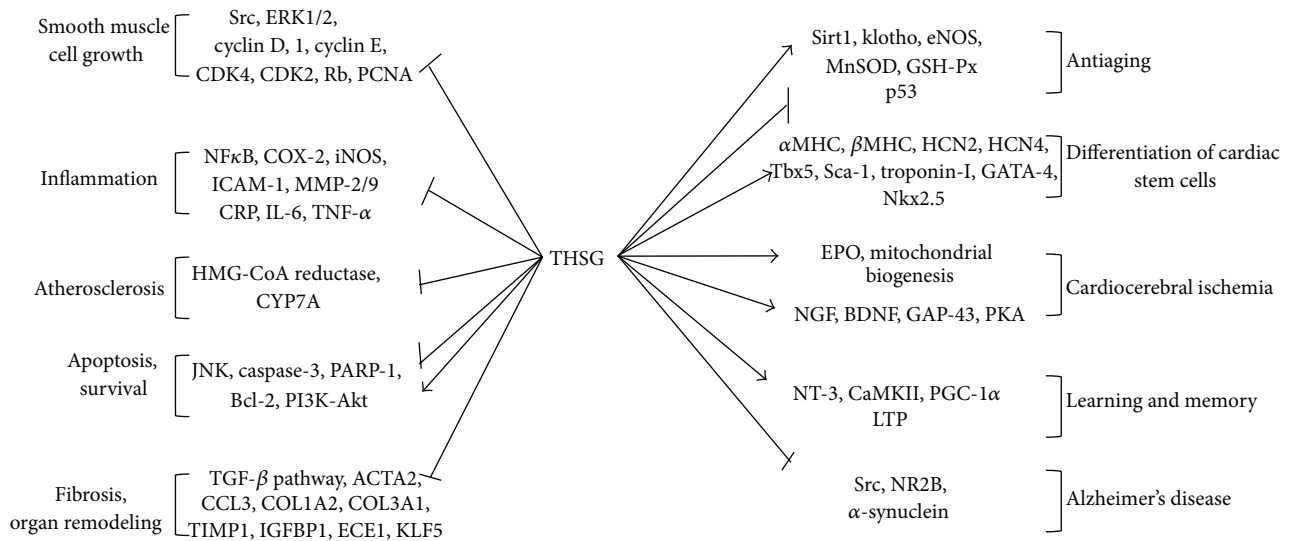 Smooth muscle
cell growth
Src, ERK1/2,
cyclin D, 1, cyclin E,
CDK4, CDK2, Rb, PCNA
Inflammation
NFκB, COX-2, iNOS,
ICAM-1, MMP-2/9
CRP, IL-6, TNF-α
Atherosclerosis
HMG-CoA reductase,
CYP7A
Apoptosis,
survival
JNK, caspase-3, PARP-1,
Bcl-2, PI3K-Akt
Fibrosis,
organ remodeling
TGF-β pathway, ACTA2,
CCL3, COL1A2, COL3A1,
TIMP1, IGFBP1, ECE1, KLF5
THSG
Sirt1, klotho, eNOS,
MnSOD, GSH-Px
p53
Antiaging
αMHC, βMHC, HCN2, HCN4,
Tbx5, Sca-1, troponin-I, GATA-4,
Nkx2.5
Differentiation of cardiac
stem cells
EPO, mitochondrial
biogenesis
NGF, BDNF, GAP-43, PKA
Cardiocerebral ischemia
NT-3, CaMKII, PGC-1α
LTP
Learning and memory
Src, NR2B,
α-synuclein
Alzheimer's disease